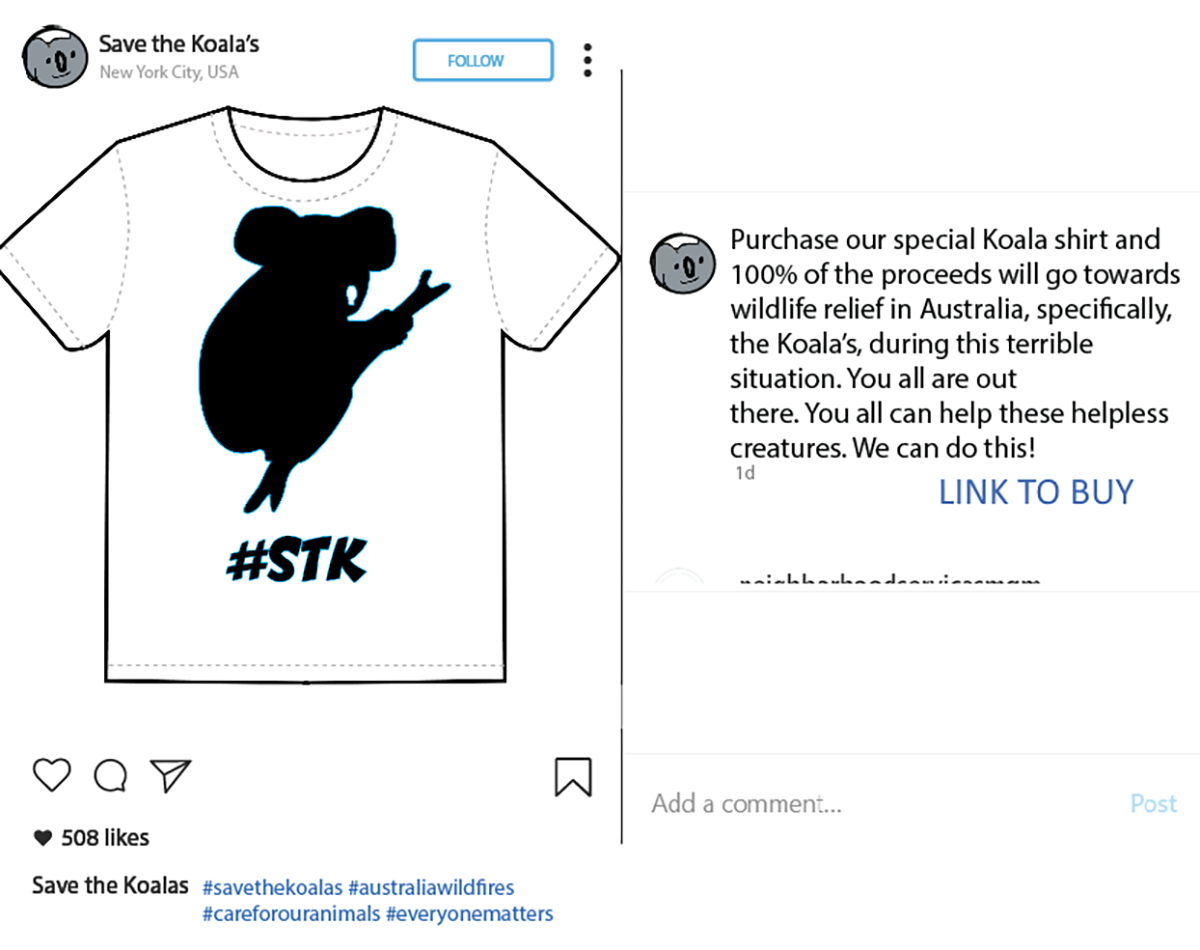 Save the Koala's
New York City, USA
FOLLOW
#STK
508 likes
Save the Koalas #savethekoalas #australiawildfires
#careforouranimals #everyonematters
Purchase our special Koala shirt and
100% of the proceeds will go towards
wildlife relief in Australia, specifically,
the Koala's, during this terrible
situation. You all are out
there. You all can help these helpless
creatures. We can do this!
1d
LINK TO BUY
Add a comment...
Post